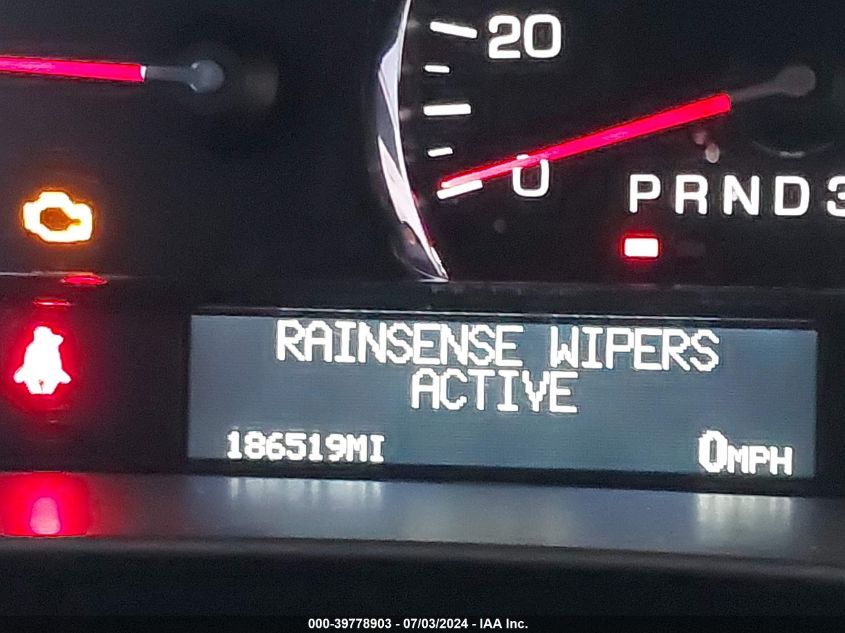 20
0
PRND3
RAINSENSE WIPERS
ACTIVE
186519MI 0MPH
000-39778903 - 07/03/2024 - IAA Inc.